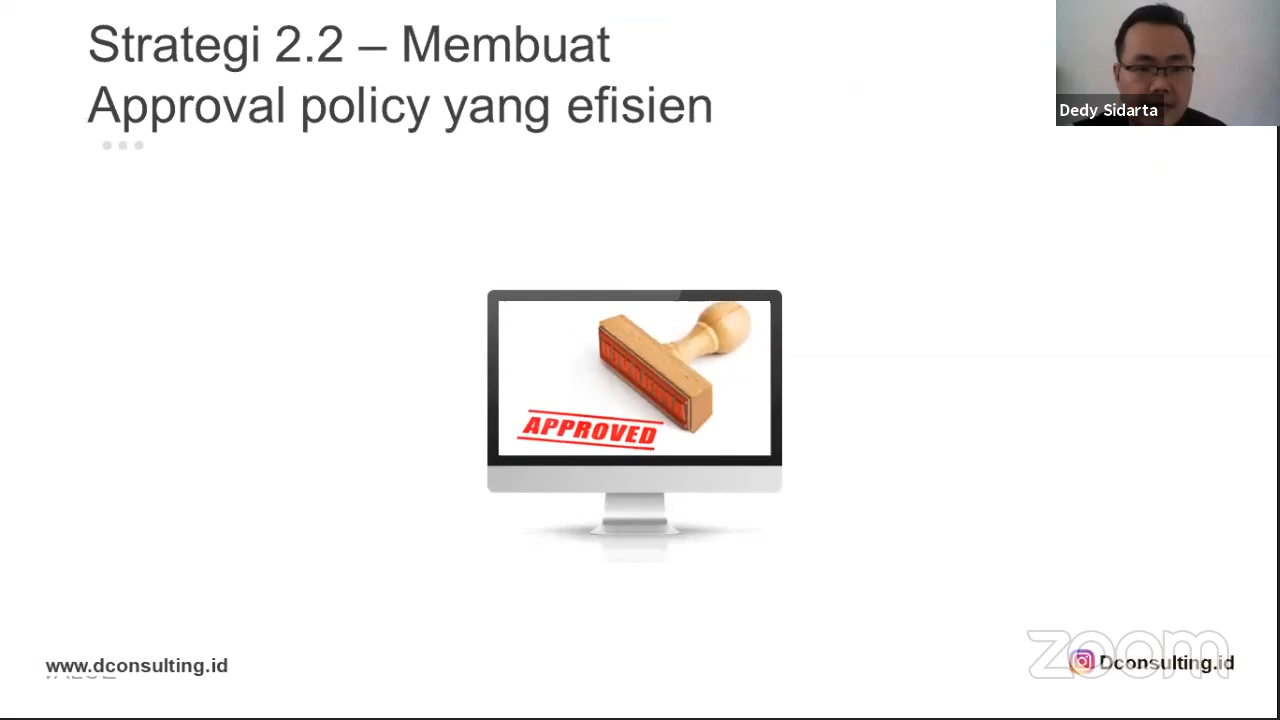 Strategi 2.2 – Membuat
Approval policy yang efisien
Dedy Sidarta
APPROVED
www.dconsulting.id
zoom
Dconsulting.id